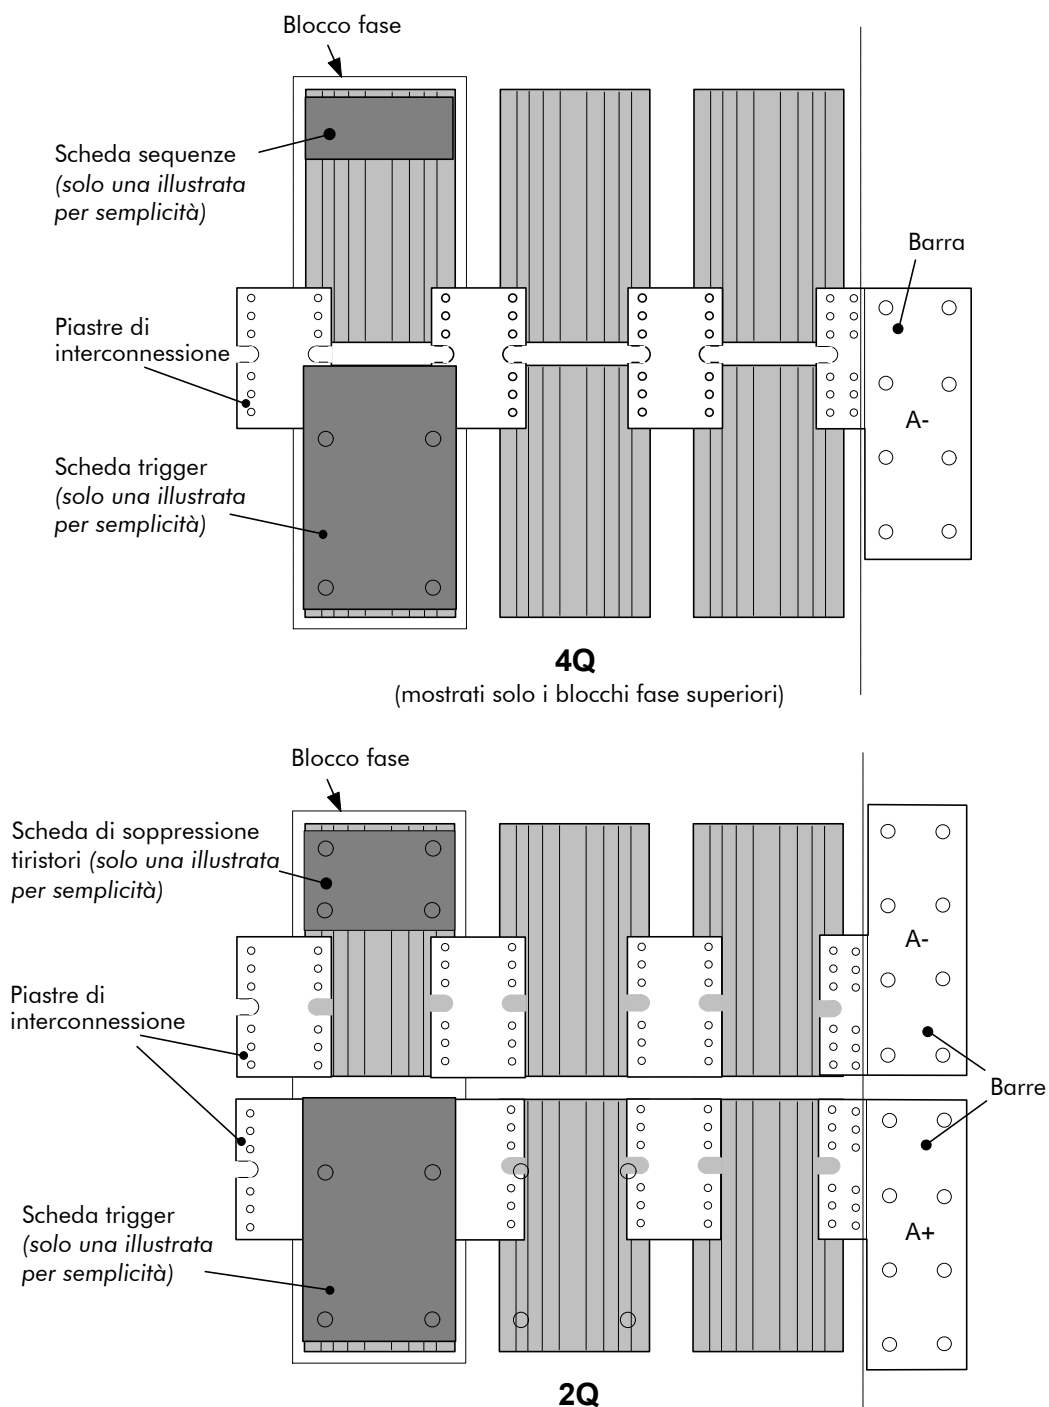 Blocco fase
Scheda sequenze
(solo una illustrata
per semplicità)
Barra
Piastre di
interconnessione
A-
Scheda trigger
(solo una illustrata
per semplicità)
4Q
(mostrati solo i blocchi fase superiori)
Blocco fase
Scheda di soppressione
tiristori (solo una illustrata
per semplicità)
A-
Piastre di
interconnessione
Barre
Scheda trigger
(solo una illustrata
per semplicità)
A+
2Q